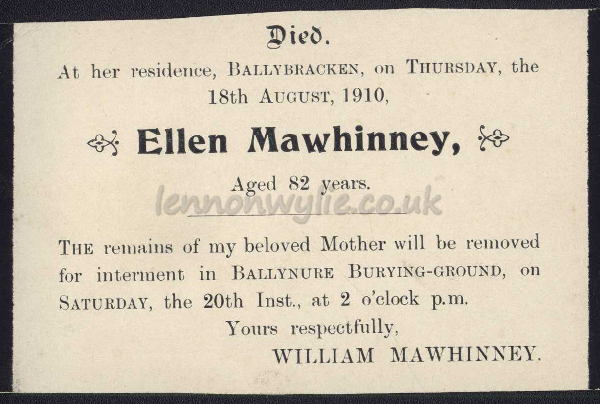 Died.
At her residence, BALLYBRACKEN, on THURSDAY, the
18th AUGUST, 1910,
Ellen Mawhinney,
Aged 82 years.
lennonwylie.co.uk
THE remains of my beloved Mother will be removed
for interment in BALLYNURE BURYING-GROUND, on
SATURDAY, the 20th Inst., at 2 o'clock p.m.
Yours respectfully,
WILLIAM MAWHINNEY.